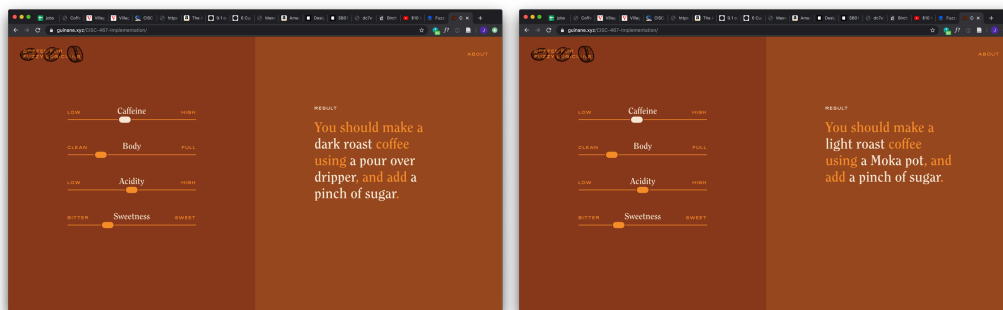 guinane.xyz/CISC-467-Implementation/
ABOUT
LOW Caffeine HIGH
CLEAN Body FULL
LOW Acidity HIGH
BITTER Sweetness SWEET
RESULT
You should make a
dark roast coffee
using a pour over
dripper, and add a
pinch of sugar.
guinane.xyz/CISC-467-Implementation/
ABOUT
LOW Caffeine HIGH
CLEAN Body FULL
LOW Acidity HIGH
BITTER Sweetness SWEET
RESULT
You should make a
light roast coffee
using a Moka pot, and
add a pinch of sugar.